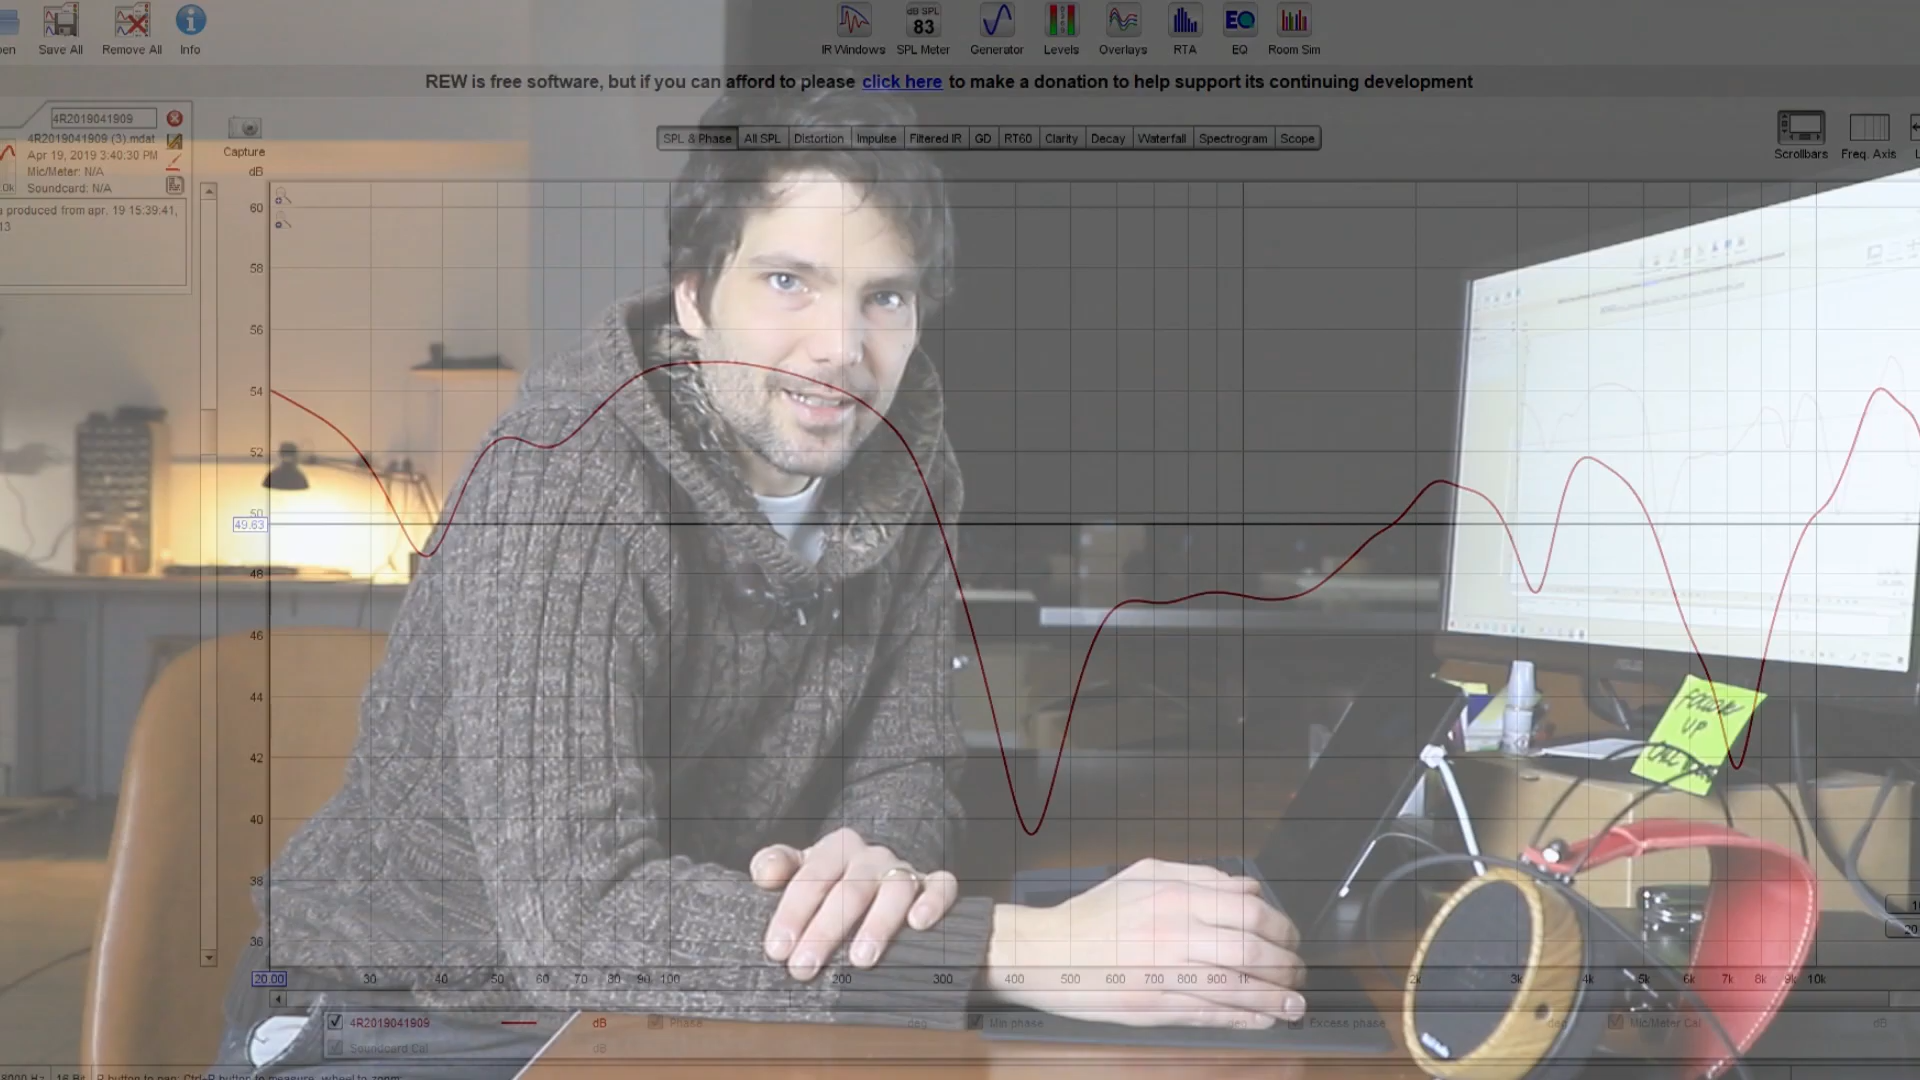 Save All
Remove All
Info
IR Windows
dB SPL
83
SPL Meter
Generator
Levels
Overlays
RTA
EQ
EQ
Room Sim
REW is free software, but if you can afford to please click here to make a donation to help support its continuing development
4R2019041909
4R2019041909 (3).mdat
Apr 19, 2019 3:40:30 PM
Mic/Meter: N/A
Soundcard: N/A
produced from apr. 19 15:39:41,
13
Capture
SPL & Phase
All SPL
Distortion
Impulse
Filtered IR
GD
RT60
Clarity
Decay
Waterfall
Spectrogram
Scope
Scrollbars
Freq. Axis
dB
60
58
56
54
52
50
49.63
48
46
44
42
40
38
36
20.00 30 40 50 60 70 80 90 100 200 300 400 500 600 700 800 900 1k 2k 3k 4k 5k 6k 7k 8k 10k
FOLLOW
UP
4R2019041909 dB Phase deg Min phase deg Excess phase deg Mic/Meter Cal dB
Soundcard Cal dB